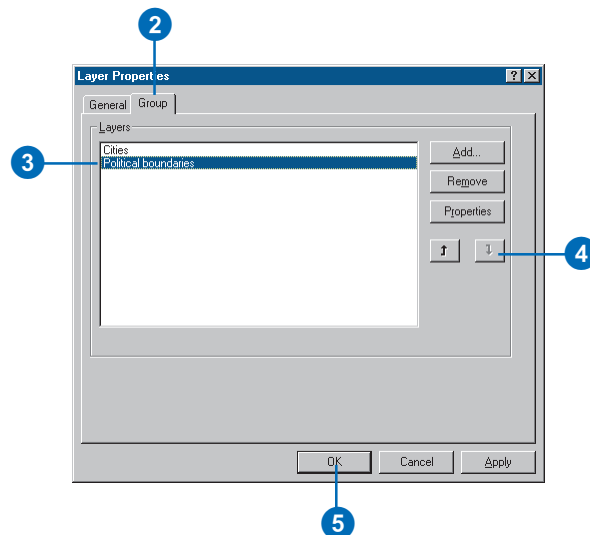 2
Layer Properties
General Group
Layers
Cities
Political boundaries
3
Add...
Remove
Properties
4
OK Cancel Apply
5